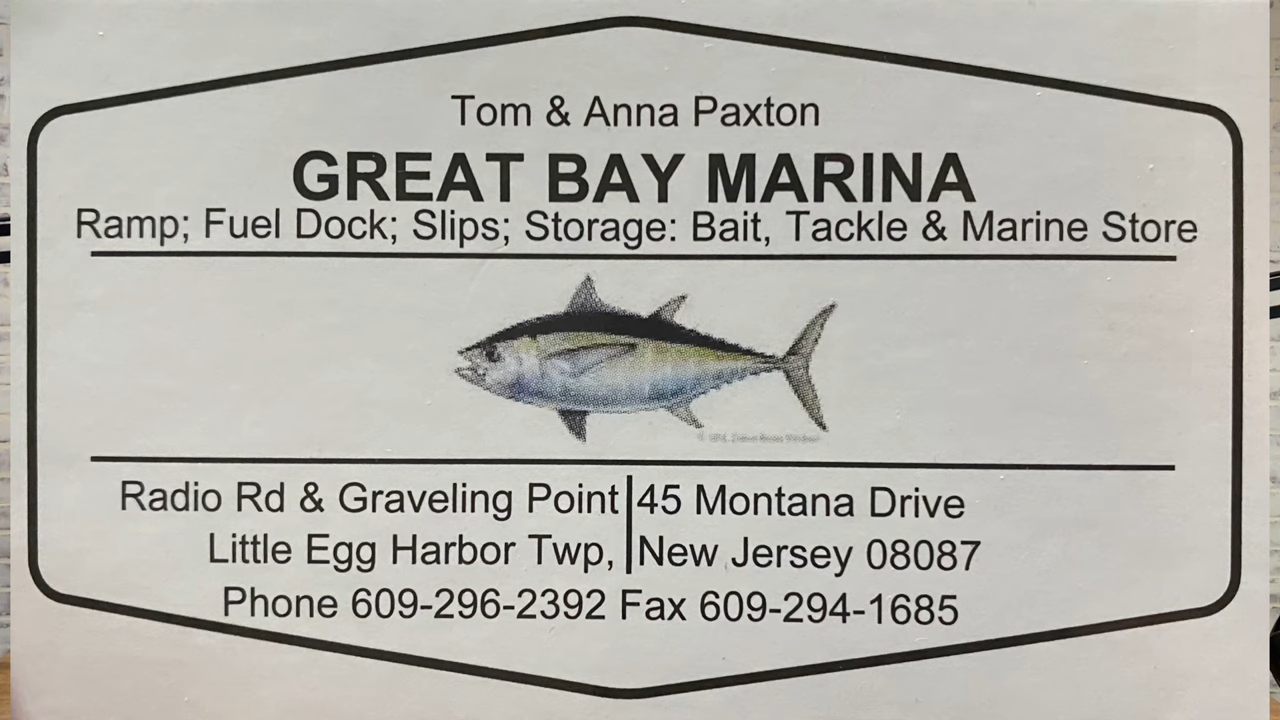 Tom & Anna Paxton
GREAT BAY MARINA
Ramp; Fuel Dock; Slips; Storage: Bait, Tackle & Marine Store
Radio Rd & Graveling Point 45 Montana Drive
Little Egg Harbor Twp, New Jersey 08087
Phone 609-296-2392 Fax 609-294-1685